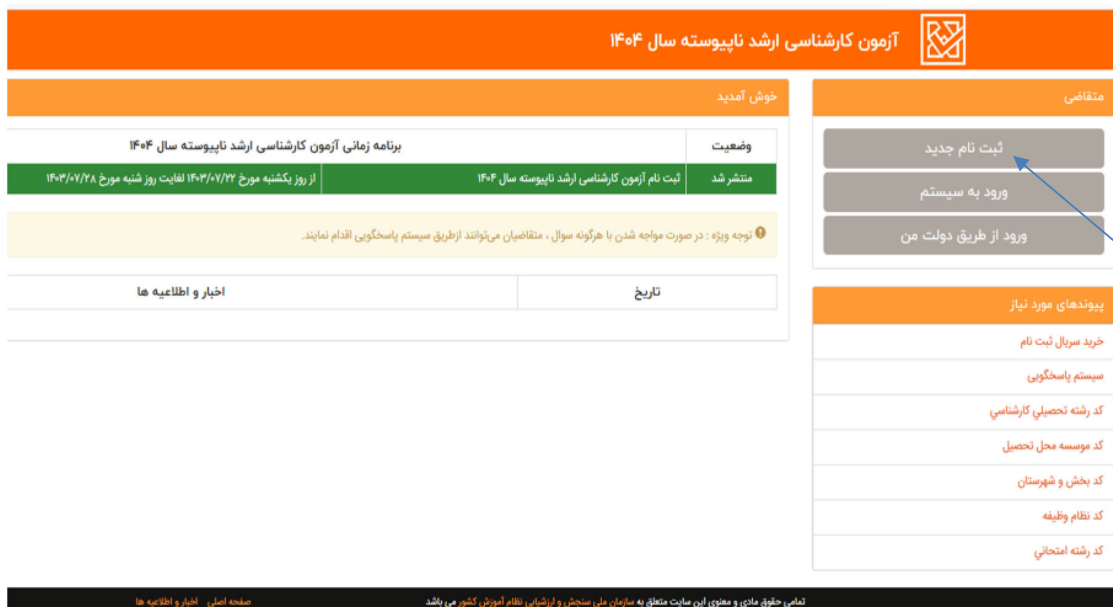 آزمون کارشناسی ارشد ناپیوسته سال ۱۴۰۴
متقاضی
ثبت نام جدید
ورود به سیستم
ورود از طریق دولت من
پیوندهای مورد نیاز
خرید سریال ثبت نام
سیستم پاسخگویی
کد رشته تحصیلي کارشناسي
کد موسسه محل تحصیل
کد بخش و شهرستان
کد نظام وظیفه
کد رشته امتحاني
خوش آمدید
وضعیت برنامه زمانی آزمون کارشناسی ارشد ناپیوسته سال ۱۴۰۴
منتشر شد ثبت نام آزمون کارشناسی ارشد ناپیوسته سال ۱۴۰۴ از روز یکشنبه مورخ ۱۴۰۳/۰۷/۲۲ لغایت روز شنبه مورخ ۱۴۰۳/۰۷/۲۸
توجه ویژه : در صورت مواجه شدن با هرگونه سوال ، متقاضیان می‌توانند ازطریق سیستم پاسخگویی اقدام نمایند.
تاریخ اخبار و اطلاعیه ها
تمامی حقوق مادی و معنوی این سایت متعلق به سازمان ملی سنجش و ارزشیابی نظام آموزش کشور می باشد صفحه اصلی اخبار و اطلاعیه ها